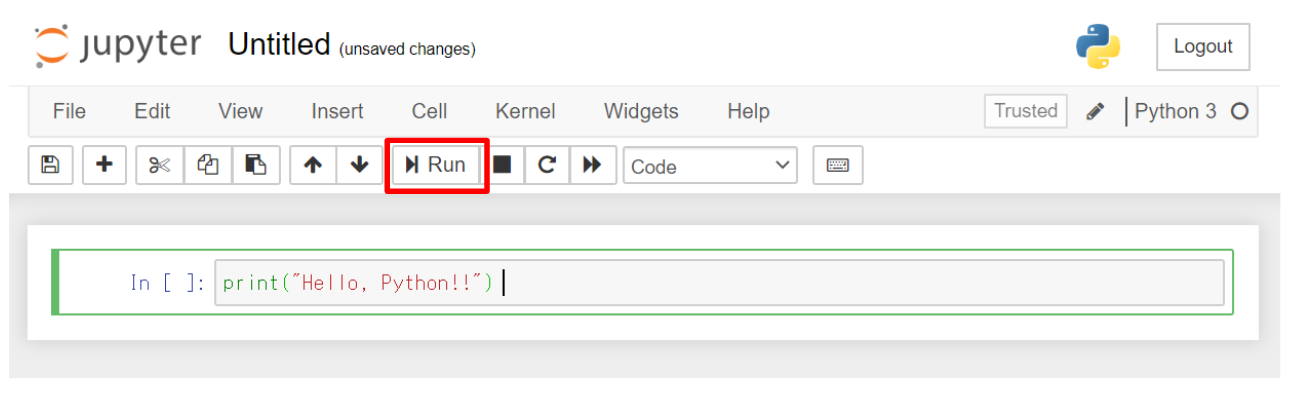 jupyter Untitled (unsaved changes) Logout
File Edit View Insert Cell Kernel Widgets Help Trusted Python 3
Run Code
In [ ]: print("Hello, Python!!")